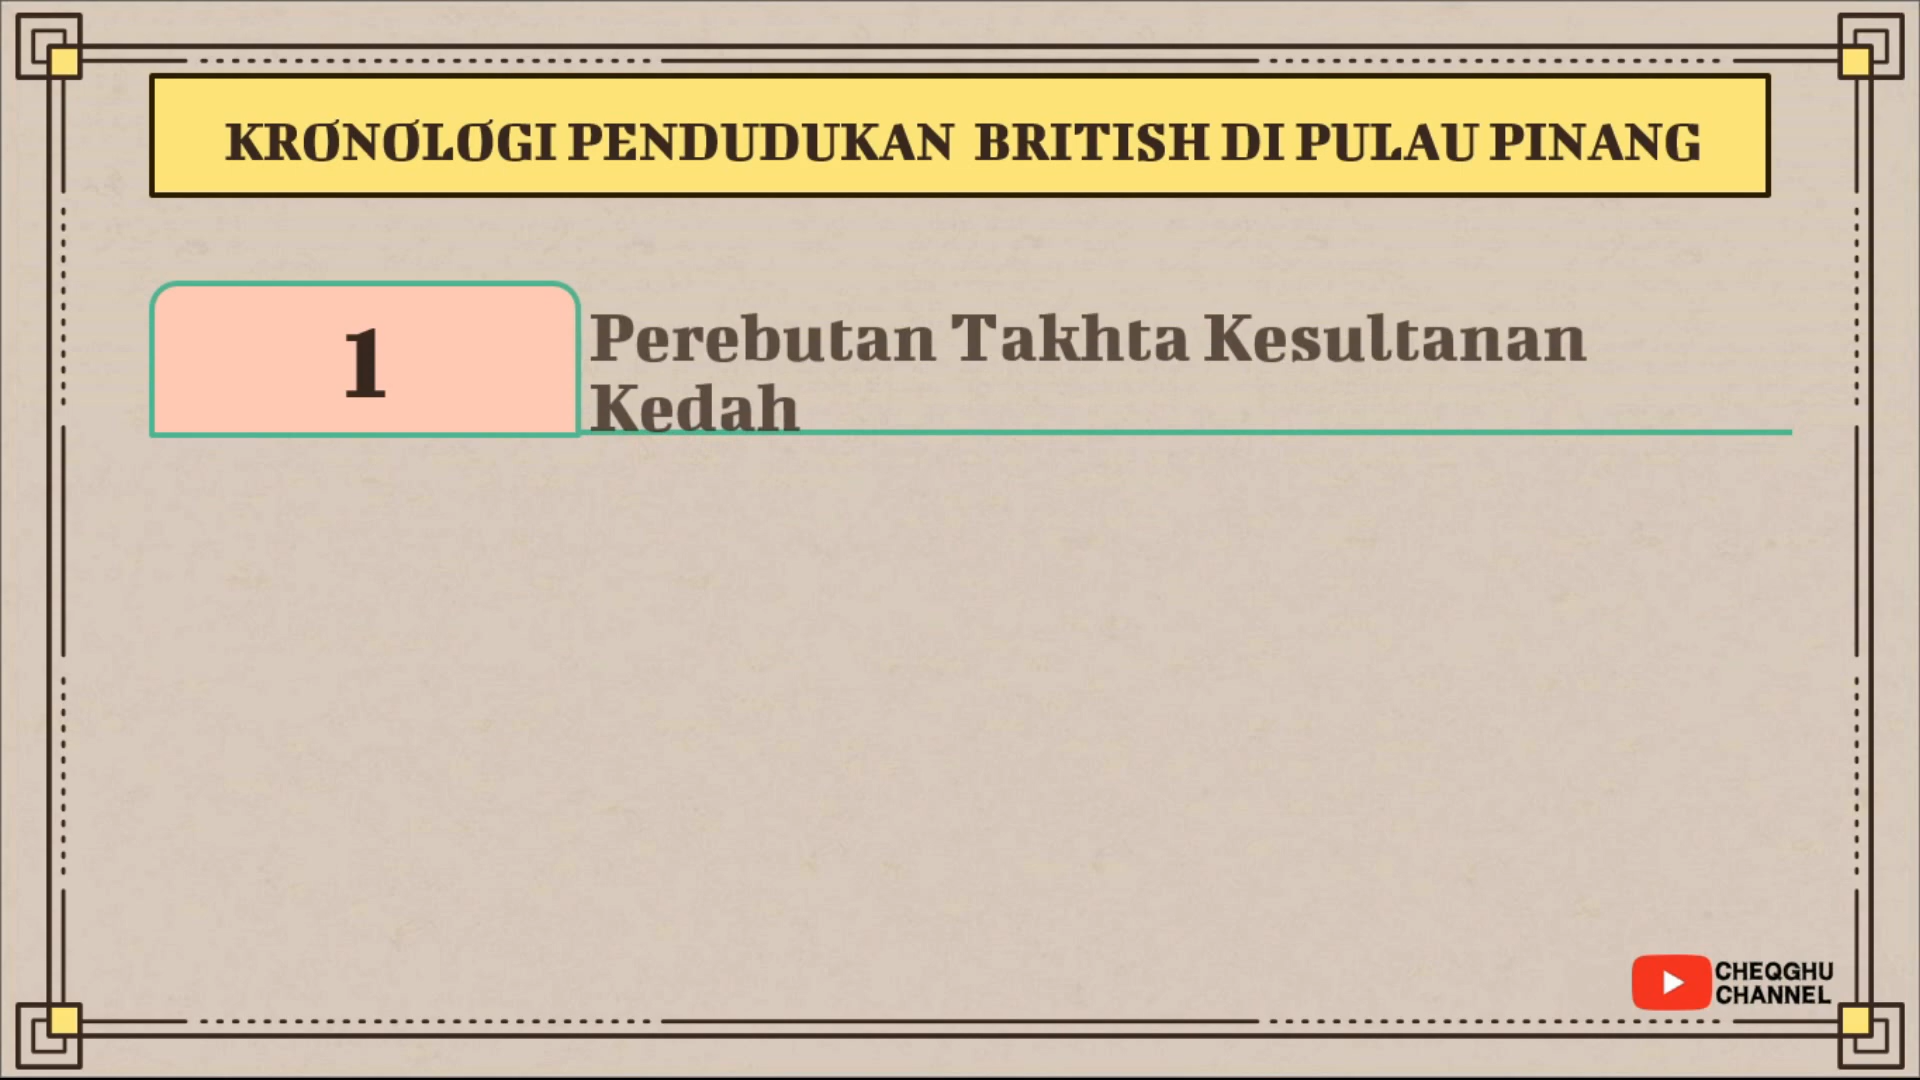 KRONOLOGI PENDUDUKAN BRITISH DI PULAU PINANG
1
Perebutan Takhta Kesultanan
Kedah
CHEQGHU
CHANNEL